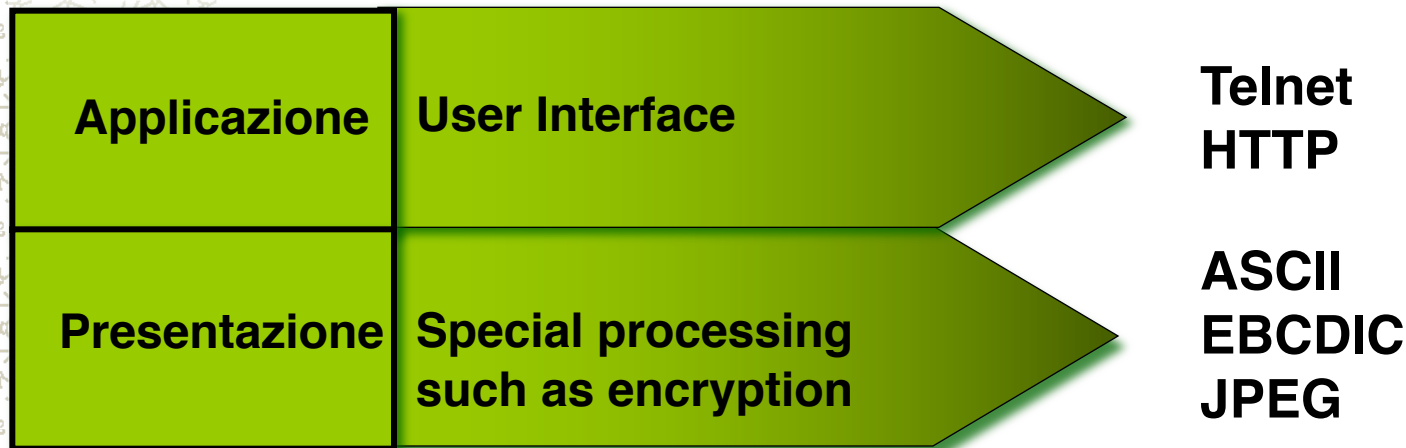 Applicazione
User Interface
Telnet
HTTP
Presentazione
Special processing
such as encryption
ASCII
EBCDIC
JPEG